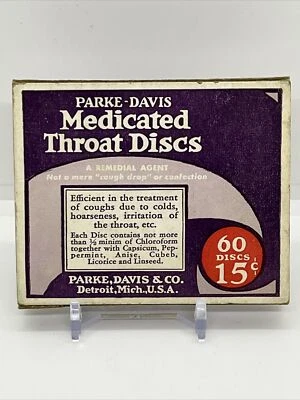 PARKE-DAVIS
Medicated
Throat Discs
A REMEDIAL AGENT
Not a mere "cough drop" or confection
Efficient in the treatment
of coughs due to colds,
hoarseness, irritation of
the throat, etc.
Each Disc contains not more
than ½ minim of Chloroform
together with Capsicum, Pep-
permint, Anise, Cubeb,
Licorice and Linseed.
60
DISCS
15¢
PARKE, DAVIS & CO.
Detroit, Mich., U.S.A.